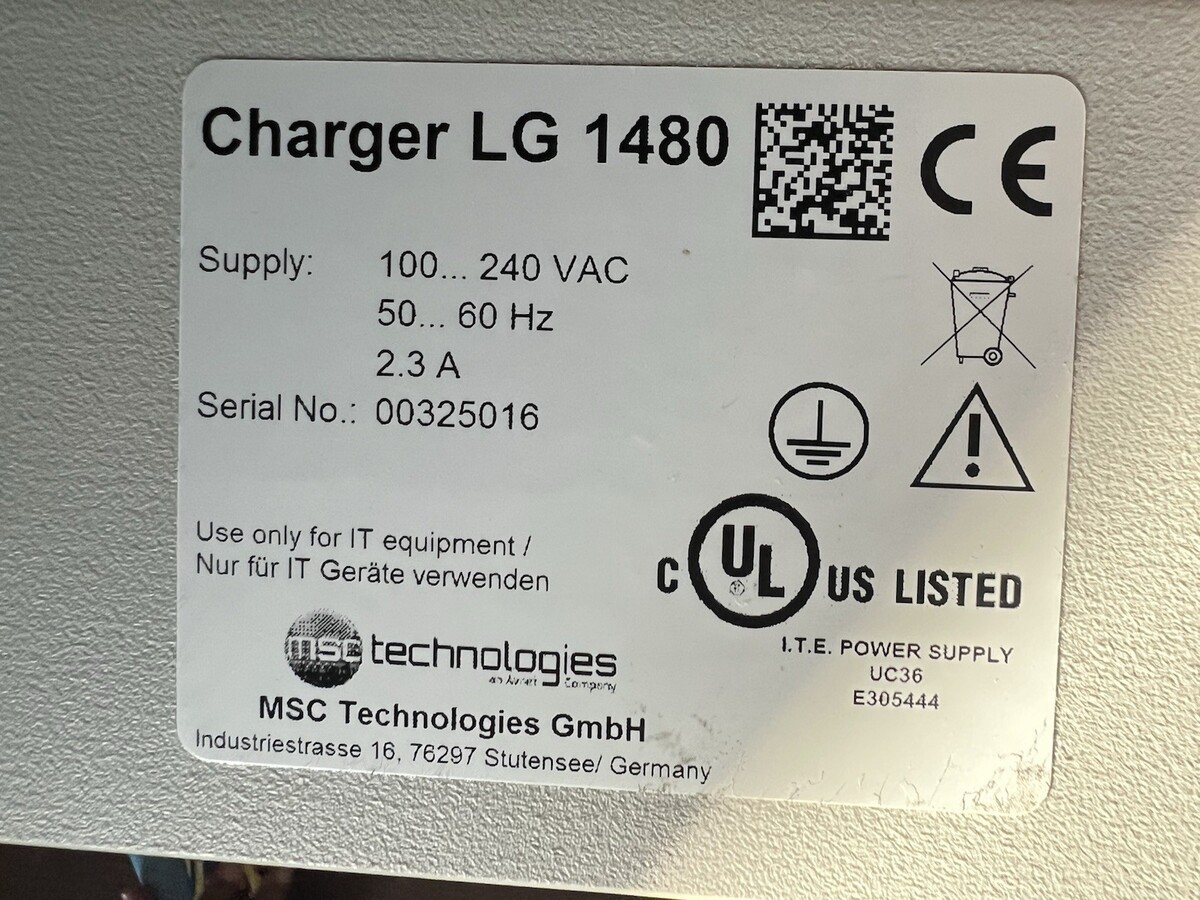 Charger LG 1480
CE
Supply: 100... 240 VAC
50... 60 Hz
2.3 A
Serial No.: 00325016
Use only for IT equipment /
Nur für IT Geräte verwenden
C UL US LISTED
I.T.E. POWER SUPPLY
UC36
E305444
msc technologies
an Avnet Company
MSC Technologies GmbH
Industriestrasse 16, 76297 Stutensee/ Germany